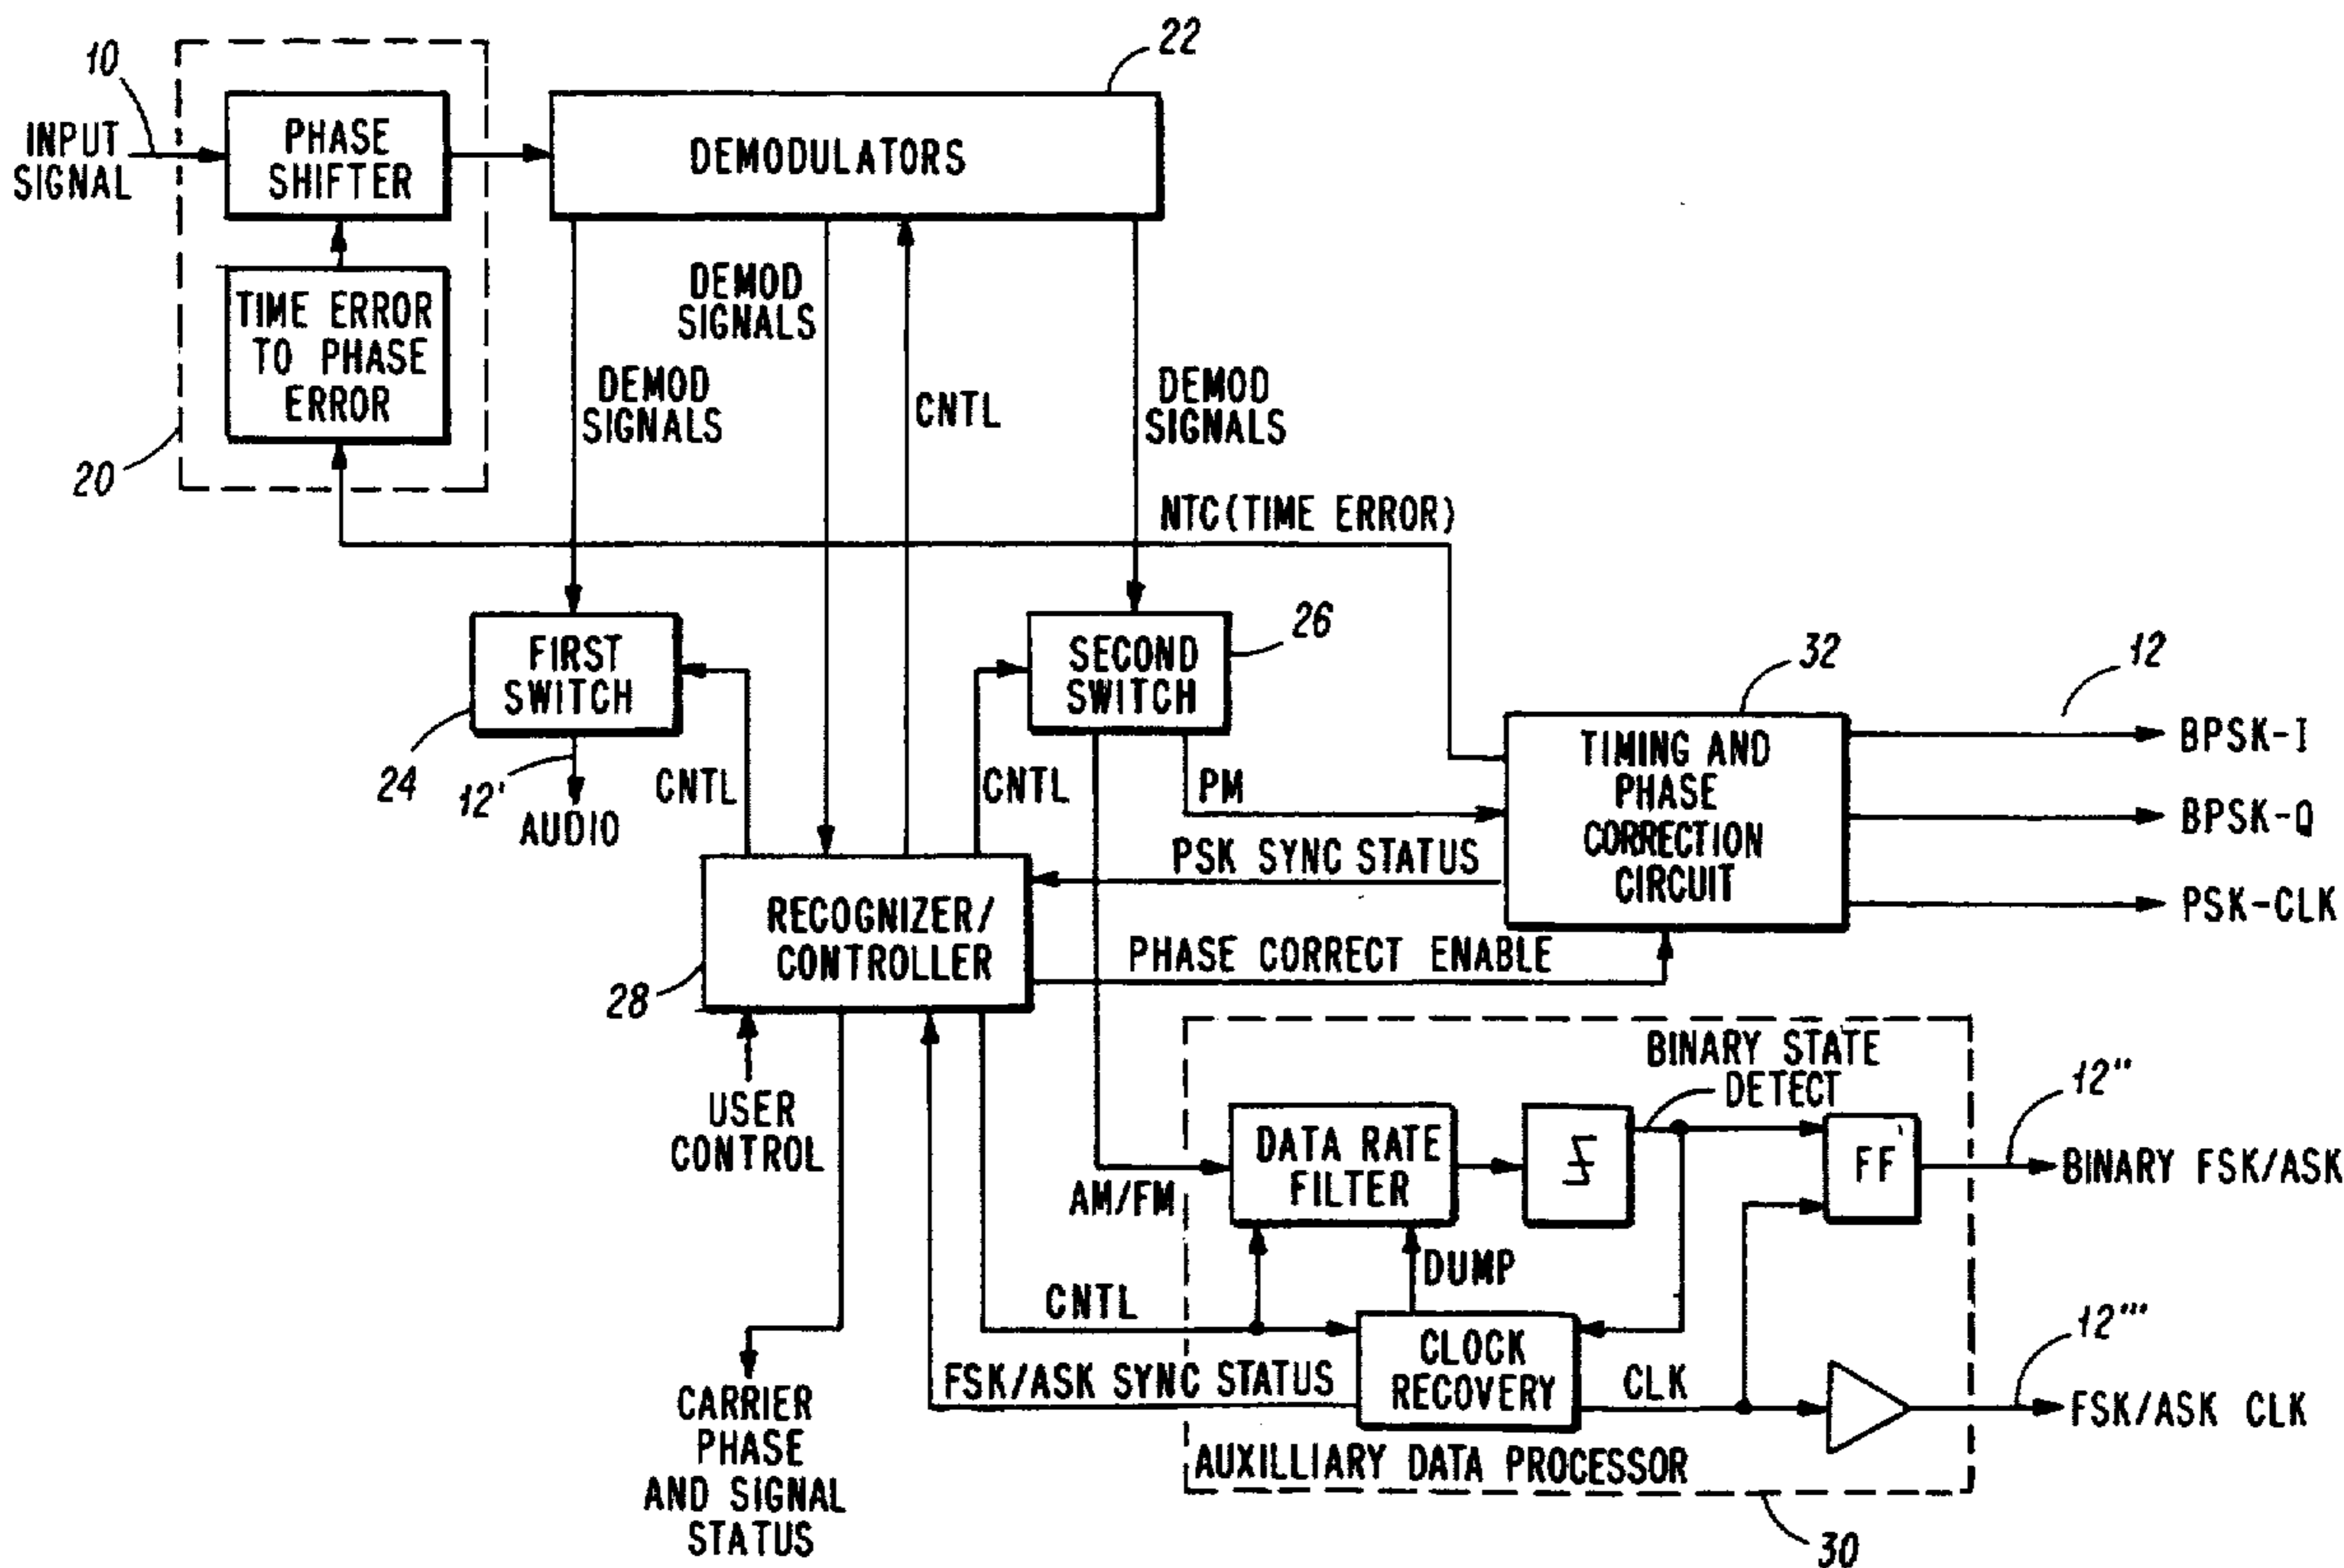 10
INPUT
SIGNAL
PHASE
SHIFTER
22
DEMODULATORS
TIME ERROR
TO PHASE
ERROR
20
DEMOD
SIGNALS
DEMOD
SIGNALS
CNTL
DEMOD
SIGNALS
NTC(TIME ERROR)
FIRST
SWITCH
24
12'
AUDIO
CNTL
SECOND
SWITCH
26
CNTL
PM
32
TIMING AND
PHASE
CORRECTION
CIRCUIT
12
BPSK-I
BPSK-Q
PSK-CLK
PSK SYNC STATUS
RECOGNIZER/
CONTROLLER
28
PHASE CORRECT ENABLE
USER
CONTROL
CARRIER
PHASE
AND SIGNAL
STATUS
BINARY STATE
DETECT
AM/FM
DATA RATE
FILTER
FF
12"
BINARY FSK/ASK
DUMP
CNTL
CLOCK
RECOVERY
FSK/ASK SYNC STATUS
CLK
12'''
FSK/ASK CLK
AUXILLIARY DATA PROCESSOR
30